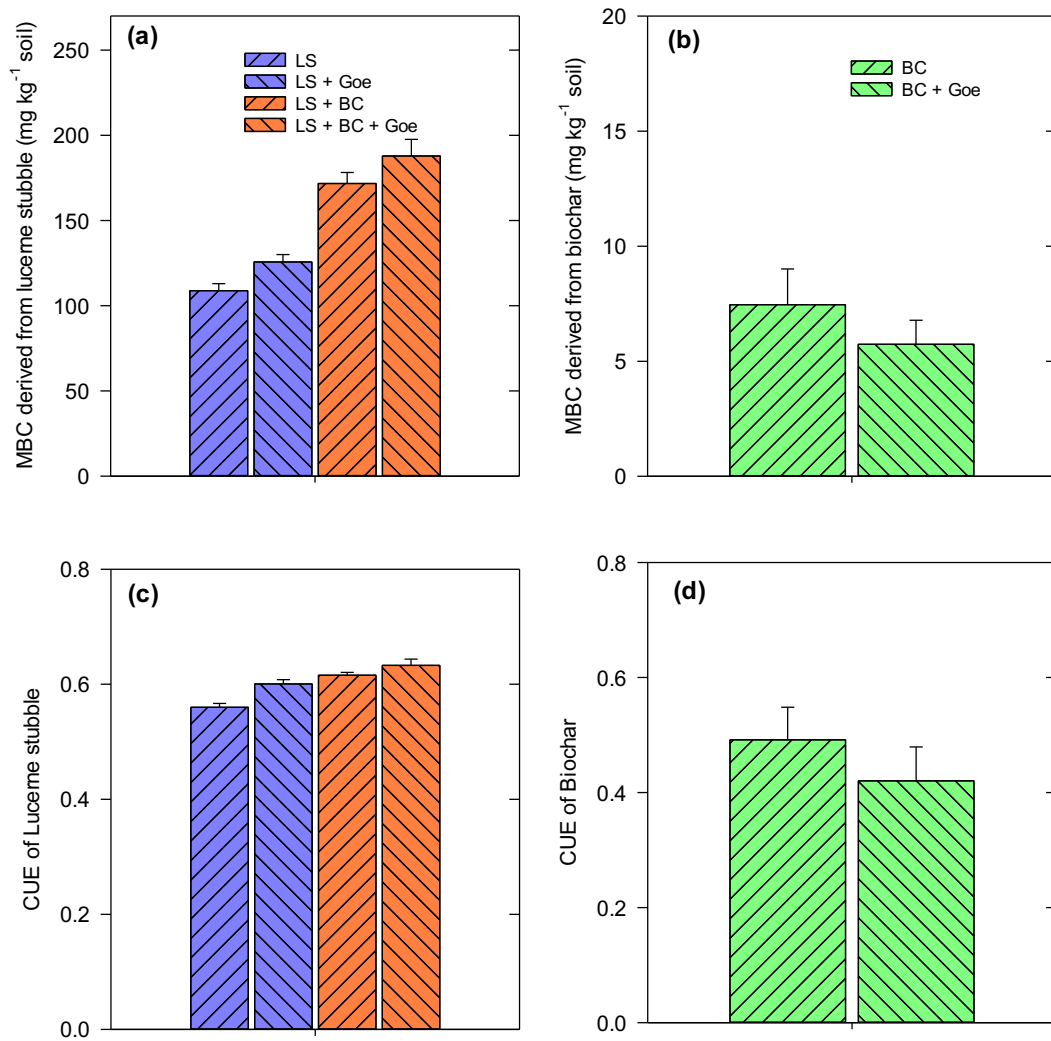 (a)
MBC derived from lucerne stubble (mg kg⁻¹ soil)
250
200
150
100
50
0
LS
LS + Goe
LS + BC
LS + BC + Goe
(b)
MBC derived from biochar (mg kg⁻¹ soil)
20
15
10
5
0
BC
BC + Goe
(c)
CUE of Lucerne stubble
0.8
0.6
0.4
0.2
0.0
(d)
CUE of Biochar
0.8
0.6
0.4
0.2
0.0